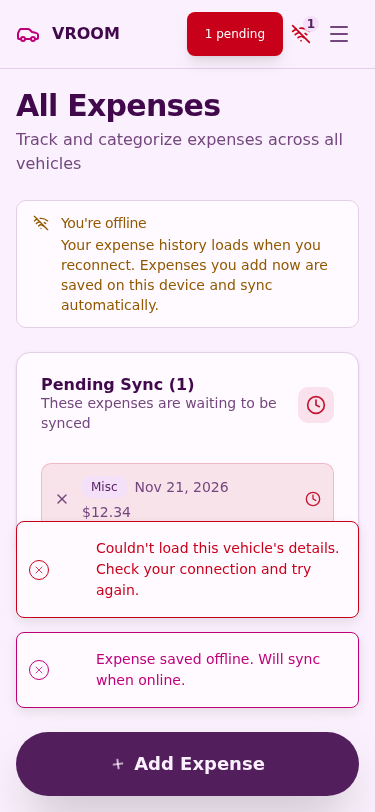 VROOM
1 pending
1
All Expenses
Track and categorize expenses across all
vehicles
You're offline
Your expense history loads when you
reconnect. Expenses you add now are
saved on this device and sync
automatically.
Pending Sync (1)
These expenses are waiting to be
synced
Misc Nov 21, 2026
$12.34
Couldn't load this vehicle's details.
Check your connection and try
again.
Expense saved offline. Will sync
when online.
+ Add Expense